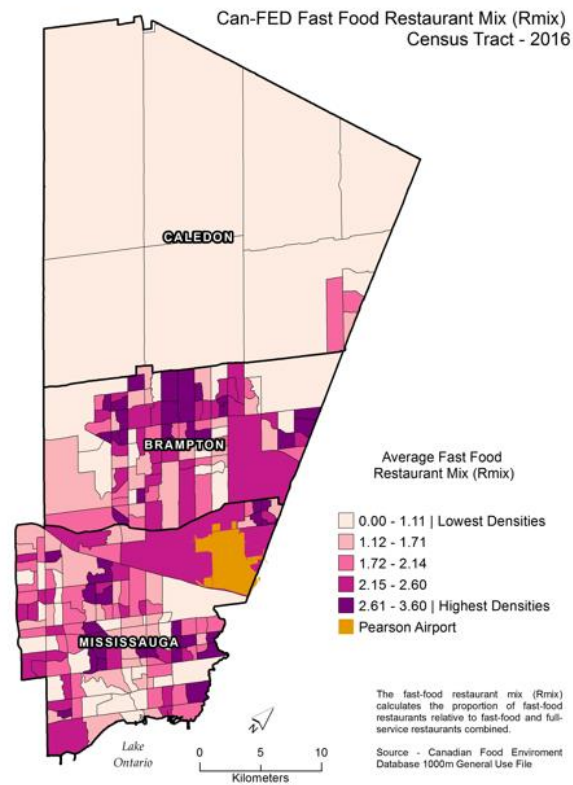 Can-FED Fast Food Restaurant Mix (Rmix)
Census Tract - 2016
CALEDON
BRAMPTON
MISSISSAUGA
Average Fast Food
Restaurant Mix (Rmix)
0.00 - 1.11 | Lowest Densities
1.12 - 1.71
1.72 - 2.14
2.15 - 2.60
2.61 - 3.60 | Highest Densities
Pearson Airport
The fast-food restaurant mix (Rmix)
calculates the proportion of fast-food
restaurants relative to fast-food and full-
service restaurants combined.
Source - Canadian Food Enviroment
Database 1000m General Use File
Lake
Ontario
N
0 5 10
Kilometers